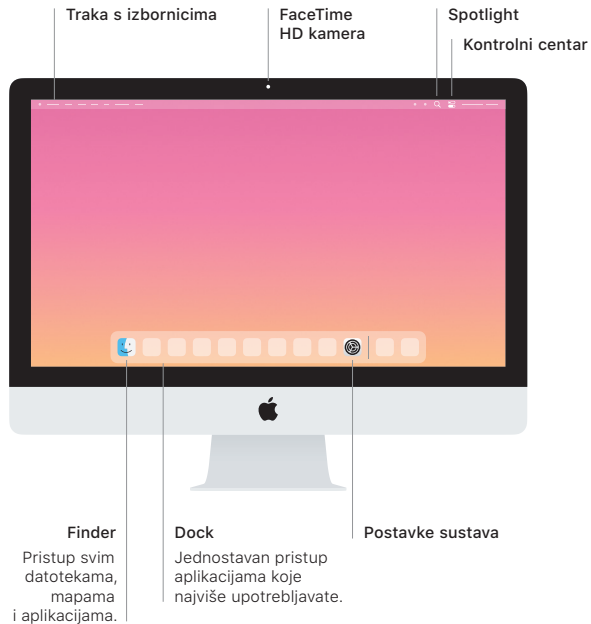 Traka s izbornicima
FaceTime
HD kamera
Spotlight
Kontrolni centar
Finder
Pristup svim
datotekama,
mapama
i aplikacijama.
Dock
Jednostavan pristup
aplikacijama koje
najviše upotrebljavate.
Postavke sustava